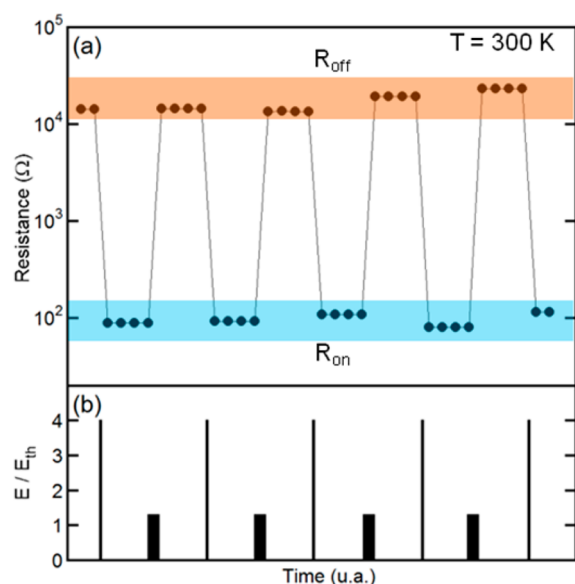 (a)
T = 300 K
R_off
10^5
10^4
10^3
10^2
Resistance (Ω)
R_on
(b)
4
3
2
1
0
E / E_th
Time (u.a.)